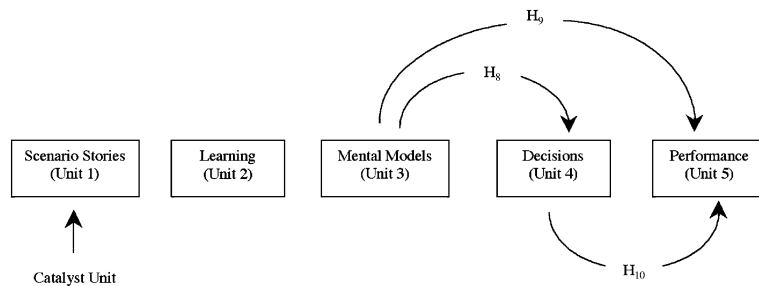 H9
H8
Scenario Stories
(Unit 1)
Learning
(Unit 2)
Mental Models
(Unit 3)
Decisions
(Unit 4)
Performance
(Unit 5)
Catalyst Unit
H10